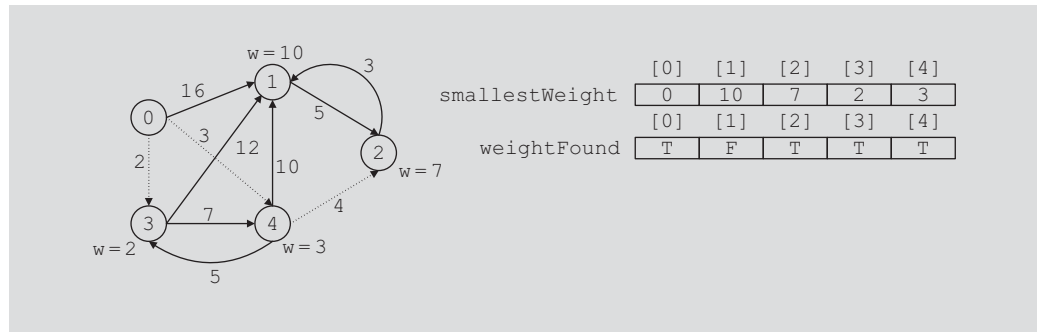 w = 10
16
1
3
5
0
3
12
2
2
10
w = 7
4
7
3
4
w = 2
w = 3
5
[0] [1] [2] [3] [4]
smallestWeight 0 10 7 2 3
[0] [1] [2] [3] [4]
weightFound T F T T T